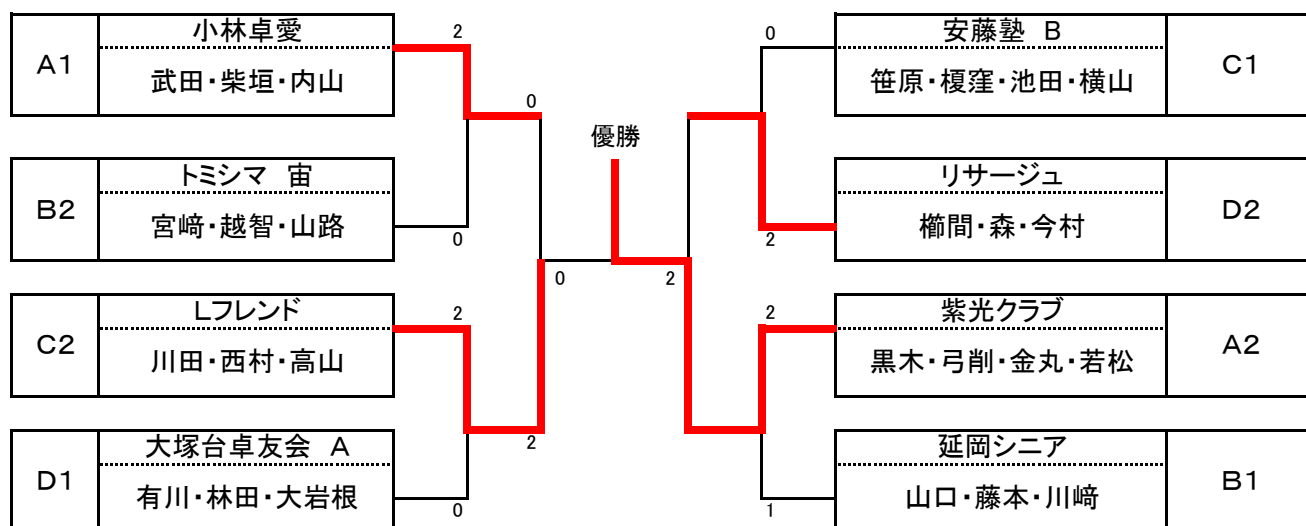 A1
小林卓愛
武田・柴垣・内山
2
0
B2
トミシマ 宙
宮﨑・越智・山路
0
C2
Lフレンド
川田・西村・高山
2
2
D1
大塚台卓友会 A
有川・林田・大岩根
0
優勝
0
2
0
安藤塾 B
笹原・榎窪・池田・横山
C1
2
リサージュ
櫛間・森・今村
D2
2
紫光クラブ
黒木・弓削・金丸・若松
A2
1
延岡シニア
山口・藤本・川﨑
B1